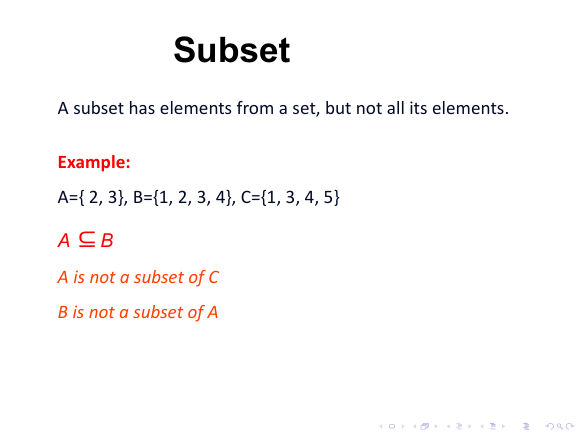 Subset
A subset has elements from a set, but not all its elements.
Example:
A={ 2, 3}, B={1, 2, 3, 4}, C={1, 3, 4, 5}
A ⊆ B
A is not a subset of C
B is not a subset of A